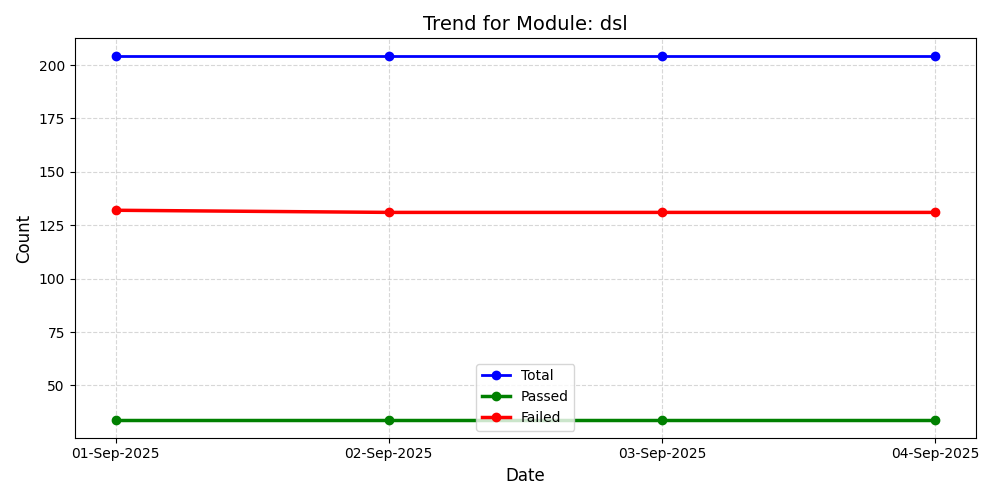 Trend for Module: dsl
Count
200
175
150
125
100
75
50
Total
Passed
Failed
01-Sep-2025
02-Sep-2025
03-Sep-2025
04-Sep-2025
Date